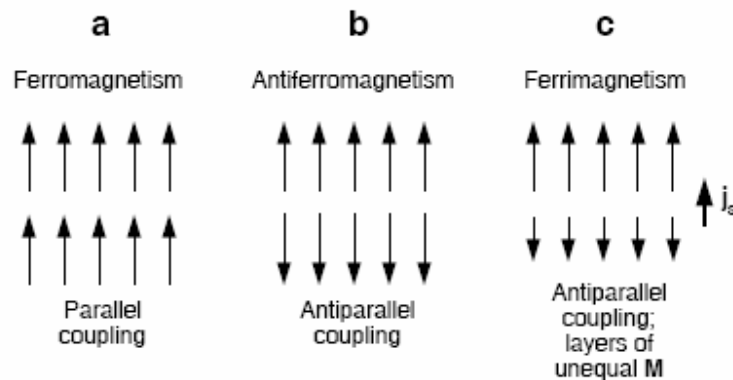 a
b
c
Ferromagnetism
Antiferromagnetism
Ferrimagnetism
j
Parallel
coupling
Antiparallel
coupling
Antiparallel
coupling;
layers of
unequal M